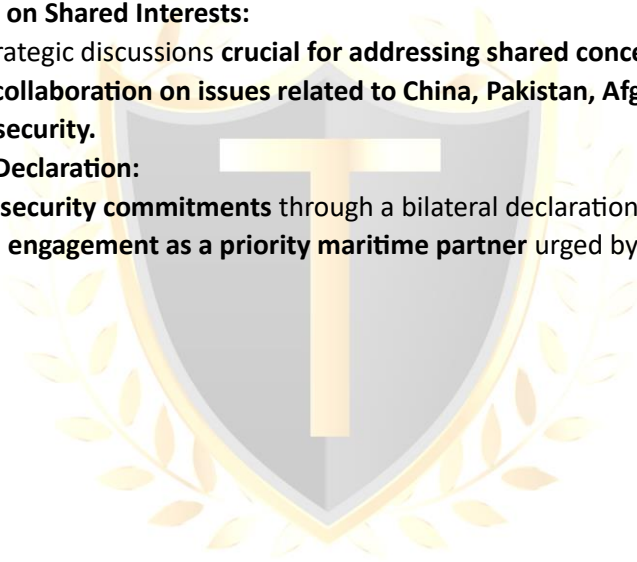 on Shared Interests:
rategic discussions crucial for addressing shared conce
collaboration on issues related to China, Pakistan, Afg
security.
Declaration:
security commitments through a bilateral declaration
engagement as a priority maritime partner urged by
T